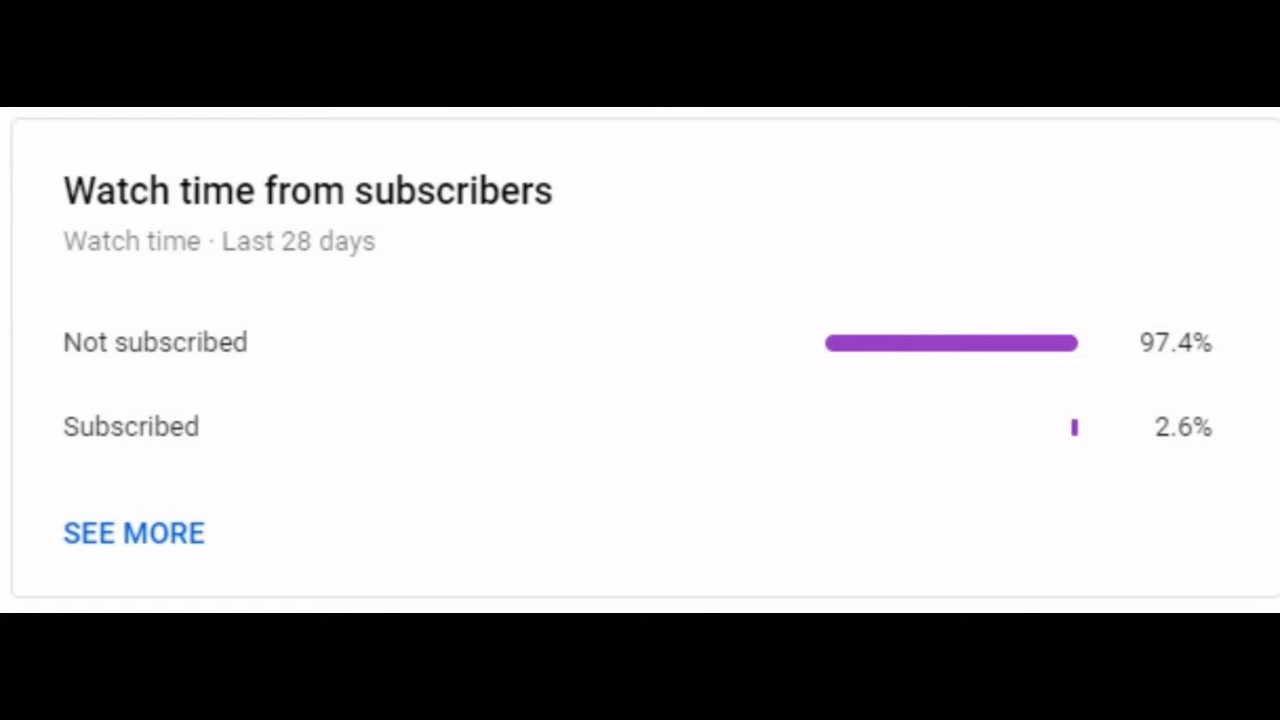 Watch time from subscribers
Watch time · Last 28 days
Not subscribed 97.4%
Subscribed 2.6%
SEE MORE